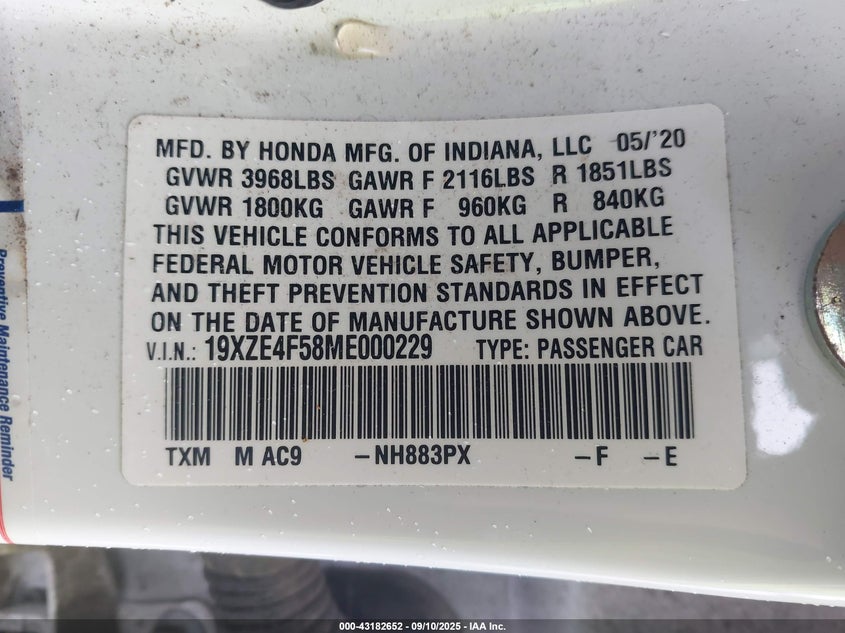 MFD. BY HONDA MFG. OF INDIANA, LLC 05/'20
GVWR 3968LBS GAWR F 2116LBS R 1851LBS
GVWR 1800KG GAWR F 960KG R 840KG
THIS VEHICLE CONFORMS TO ALL APPLICABLE
FEDERAL MOTOR VEHICLE SAFETY, BUMPER,
AND THEFT PREVENTION STANDARDS IN EFFECT
ON THE DATE OF MANUFACTURE SHOWN ABOVE.
V.I.N.: 19XZE4F58ME000229 TYPE: PASSENGER CAR
TXM M AC9 -NH883PX -F -E
Preventive Maintenance Reminder
000-43182652 - 09/10/2025 - IAA Inc.